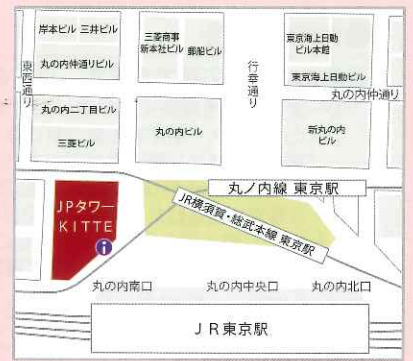 岸本ビル 三井ビル
丸の内仲通りビル
三菱商事
新本社ビル 郵船ビル
東京海上日動
ビル本館
東京海上日動ビル
東西通り
行幸通り
丸の内仲通り
丸の内二丁目ビル
三菱ビル
丸の内ビル
新丸の内
ビル
丸ノ内線 東京駅
JR横須賀・総武本線 東京駅
JPタワー
KITTE
i
丸の内南口
丸の内中央口
丸の内北口
JR東京駅